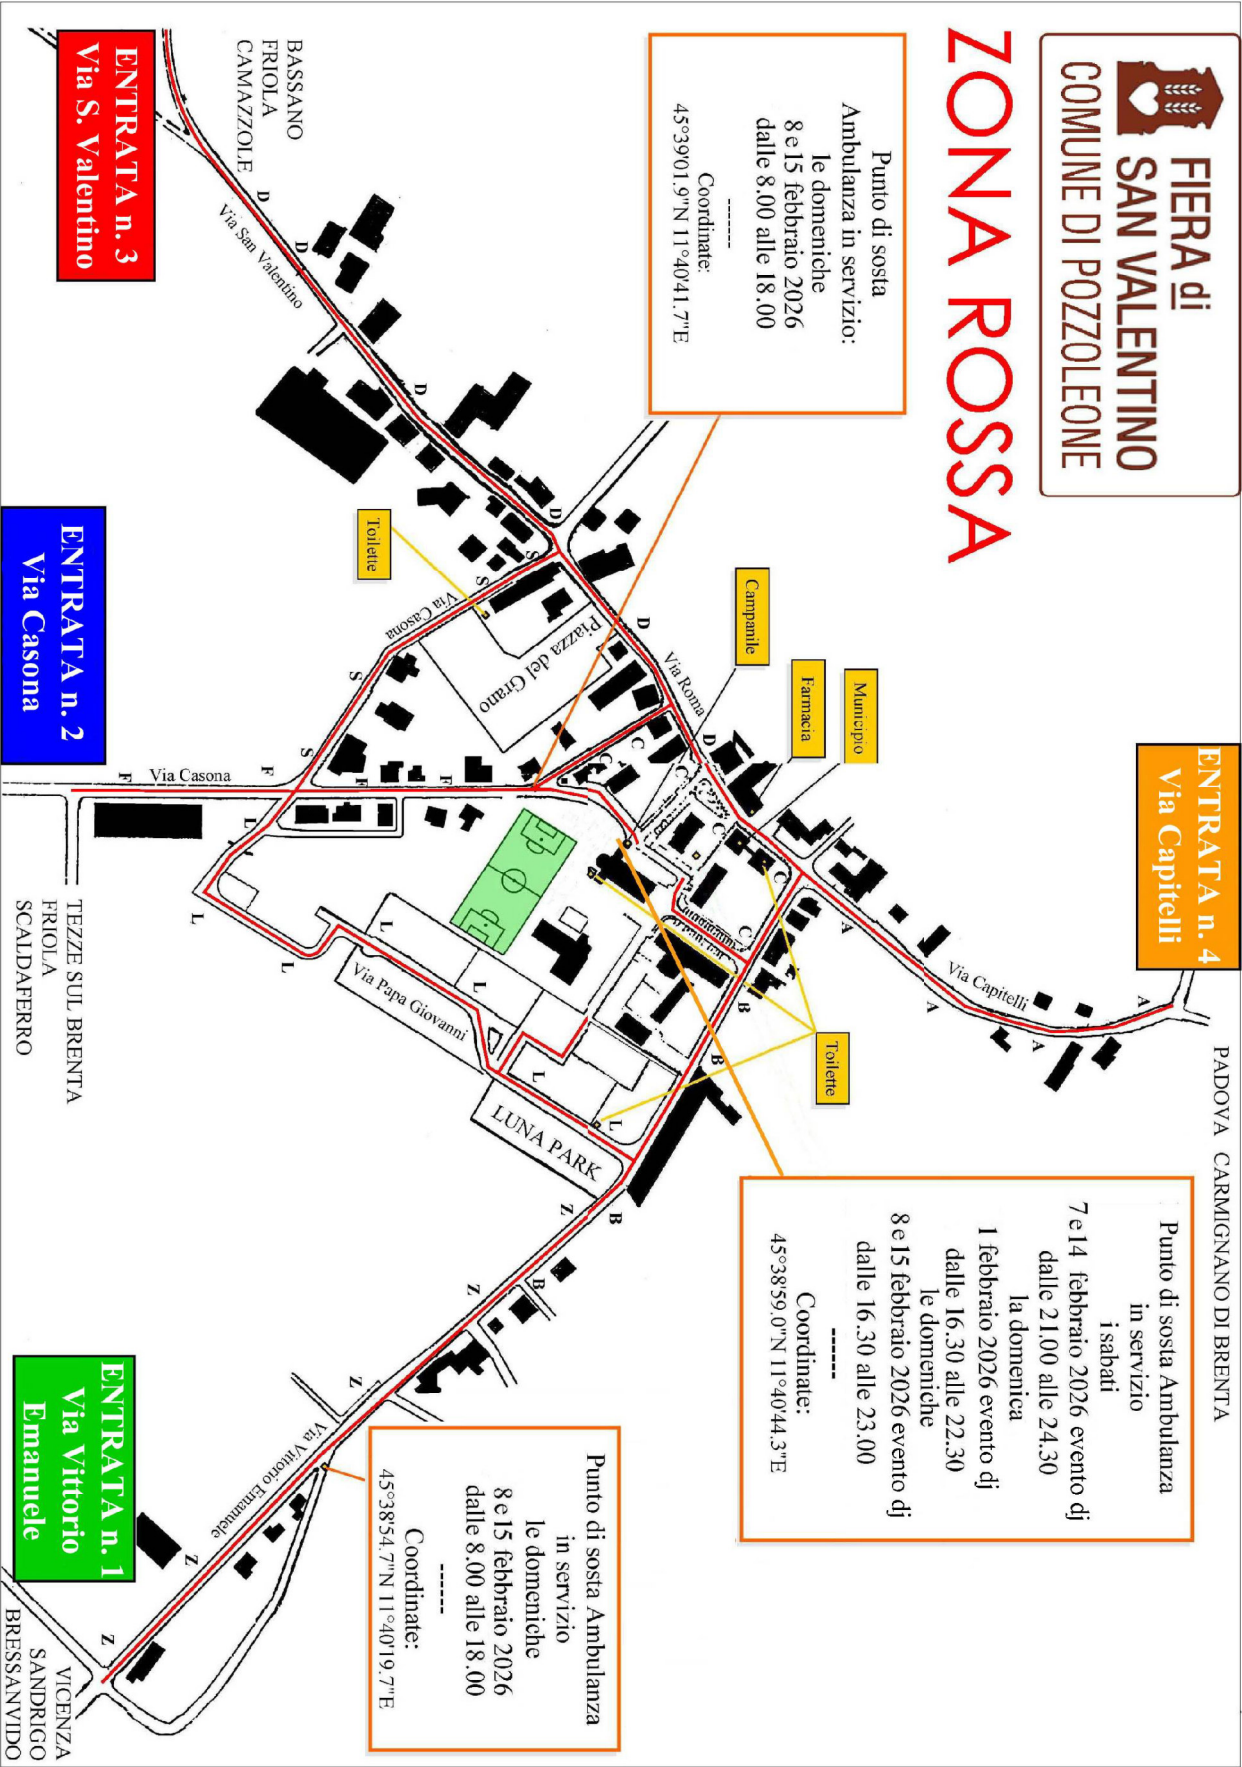 FIERA di
SAN VALENTINO
COMUNE DI POZZOLEONE
ZONA ROSSA
Punto di sosta
Ambulanza in servizio:
le domeniche
8 e 15 febbraio 2026
dalle 8.00 alle 18.00
-------
Coordinate:
45°39'01.9"N 11°40'41.7"E
BASSANO
FRIOLA
CAMAZZOLE
ENTRATA n. 3
Via S. Valentino
D
Via San Valentino
D
D
D
Toilette
S
S
Via Casona
S
S
Piazza del Grano
D
Via Roma
D
Campanile
Farmacia
Municipio
C
C
C
C
C
C
ENTRATA n. 2
Via Casona
F
Via Casona
F
F
F
TEZZE SUL BRENTA
FRIOLA
SCALDAFERRO
L
L
L
L
L
L
L
Via Papa Giovanni
LUNA PARK
ENTRATA n. 4
Via Capitelli
PADOVA CARMIGNANO DI BRENTA
A
Via Capitelli
A
A
A
Toilette
B
B
B
B
Punto di sosta Ambulanza
in servizio
i sabati
7 e14 febbraio 2026 evento dj
dalle 21.00 alle 24.30
la domenica
1 febbraio 2026 evento dj
dalle 16.30 alle 22.30
le domeniche
8 e 15 febbraio 2026 evento dj
dalle 16.30 alle 23.00
-------
Coordinate:
45°38'59.0"N 11°40'44.3"E
Z
Z
Z
Via Vittorio Emanuele
Z
Z
Punto di sosta Ambulanza
in servizio
le domeniche
8 e 15 febbraio 2026
dalle 8.00 alle 18.00
-------
Coordinate:
45°38'54.7"N 11°40'19.7"E
ENTRATA n. 1
Via Vittorio
Emanuele
VICENZA
SANDRIGO
BRESSANVIDO